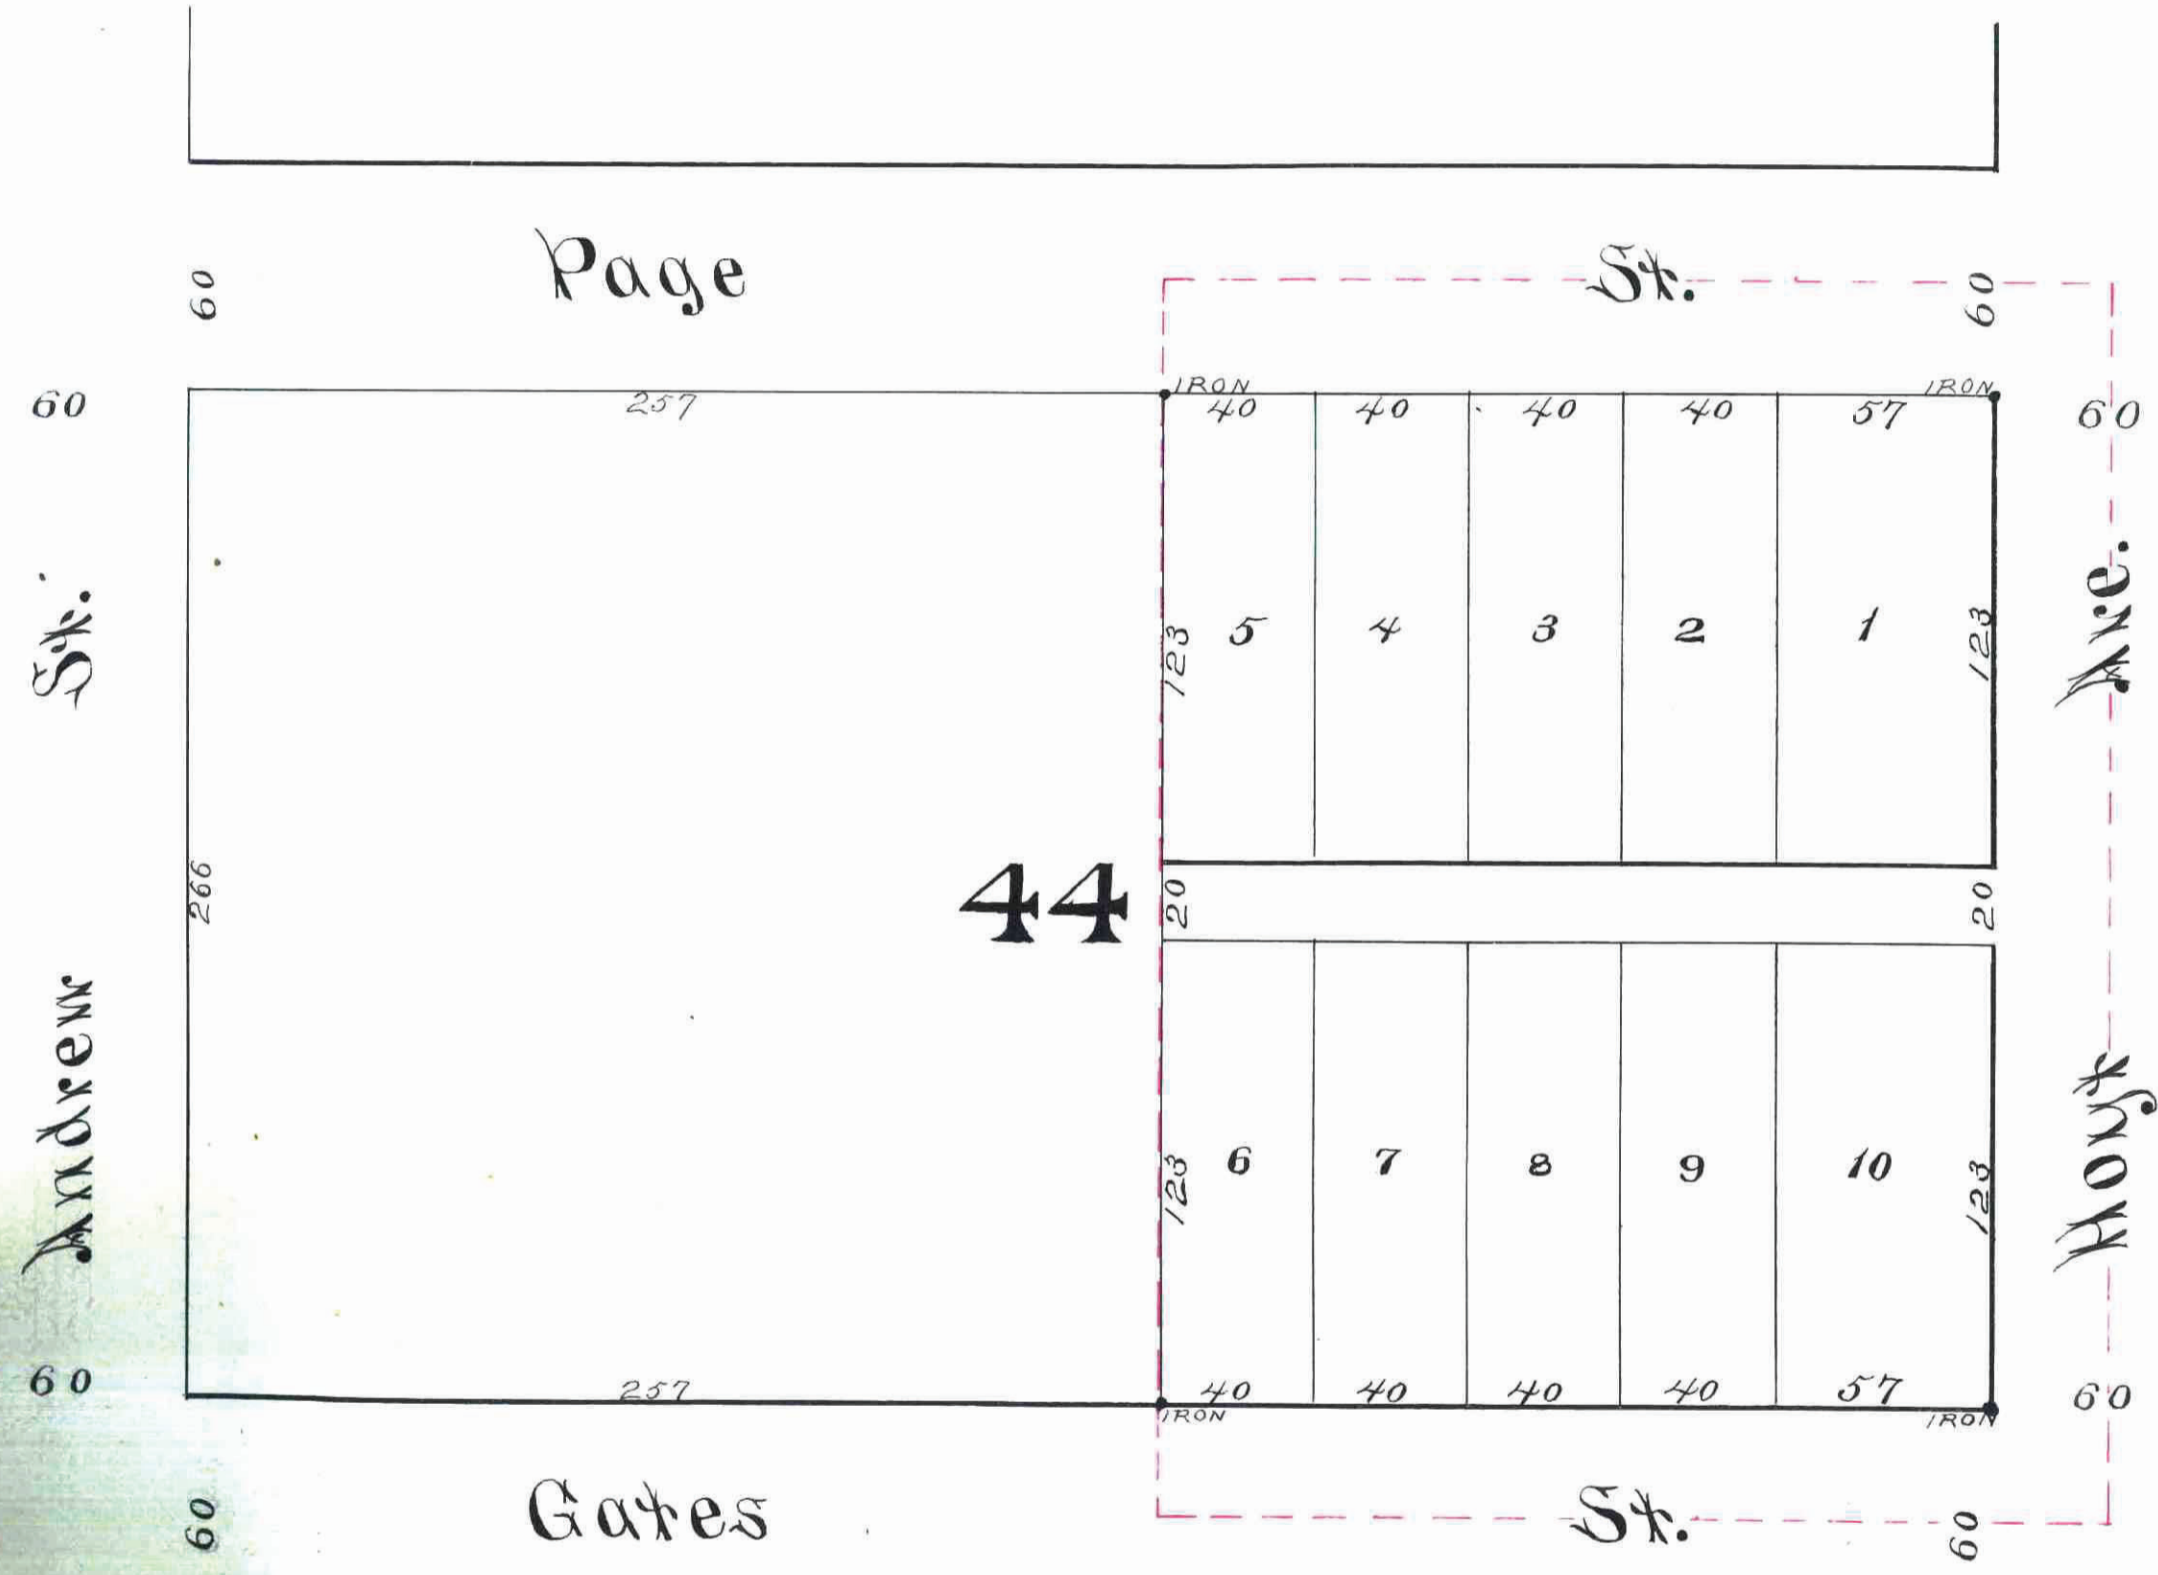 Page St.
60 60
60 60
IRON IRON
257 40 40 40 40 57
Andrew St.
Hoyt Ave.
123 5 4 3 2 1 123
266
44
20 20
123 6 7 8 9 10 123
60 257 40 40 40 40 57 60
IRON IRON
Gates St.
60 60